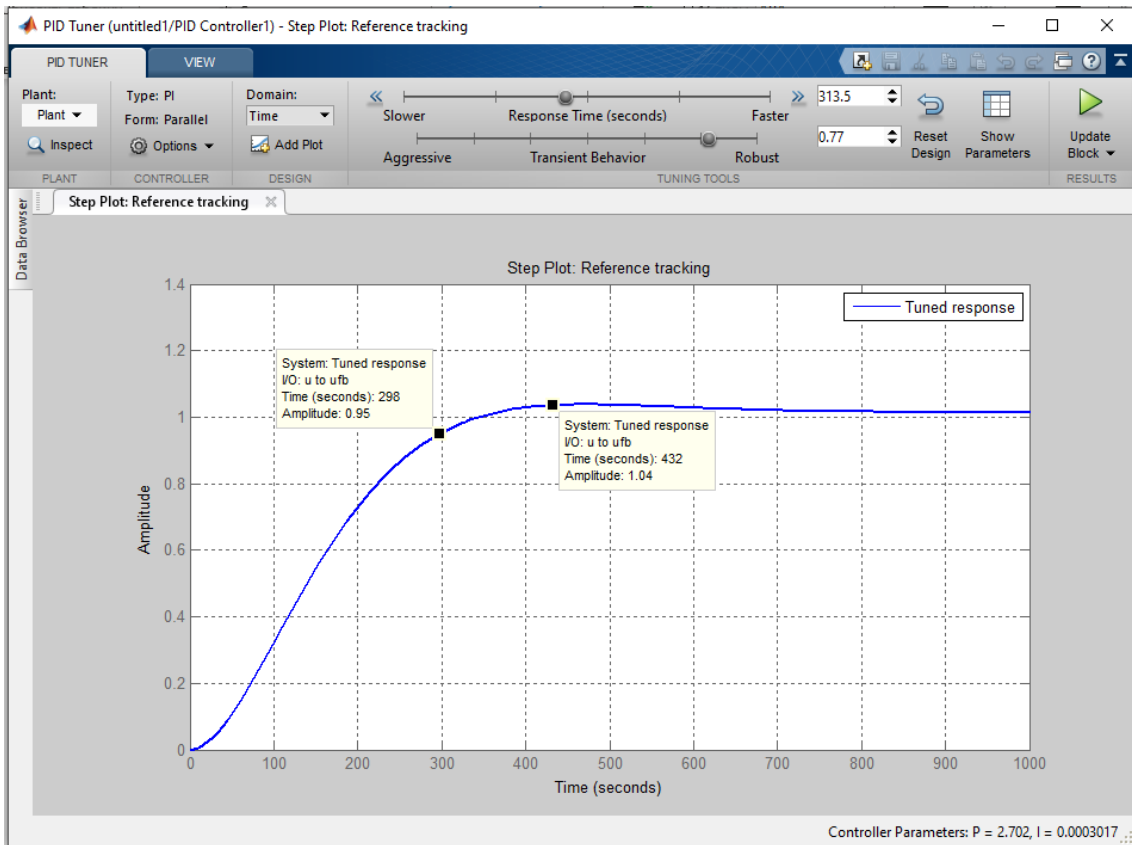 PID Tuner (untitled1/PID Controller1) - Step Plot: Reference tracking
PID TUNER
VIEW
Plant:
Plant
Inspect
PLANT
Type: PI
Form: Parallel
Options
CONTROLLER
Domain:
Time
Add Plot
DESIGN
Slower
Response Time (seconds)
Faster
313.5
Aggressive
Transient Behavior
Robust
0.77
Reset
Design
Show
Parameters
TUNING TOOLS
Update
Block
RESULTS
Data Browser
Step Plot: Reference tracking
Step Plot: Reference tracking
Tuned response
System: Tuned response
I/O: u to ufb
Time (seconds): 298
Amplitude: 0.95
System: Tuned response
I/O: u to ufb
Time (seconds): 432
Amplitude: 1.04
Amplitude
1.4
1.2
1
0.8
0.6
0.4
0.2
0
0 100 200 300 400 500 600 700 800 900 1000
Time (seconds)
Controller Parameters: P = 2.702, I = 0.0003017